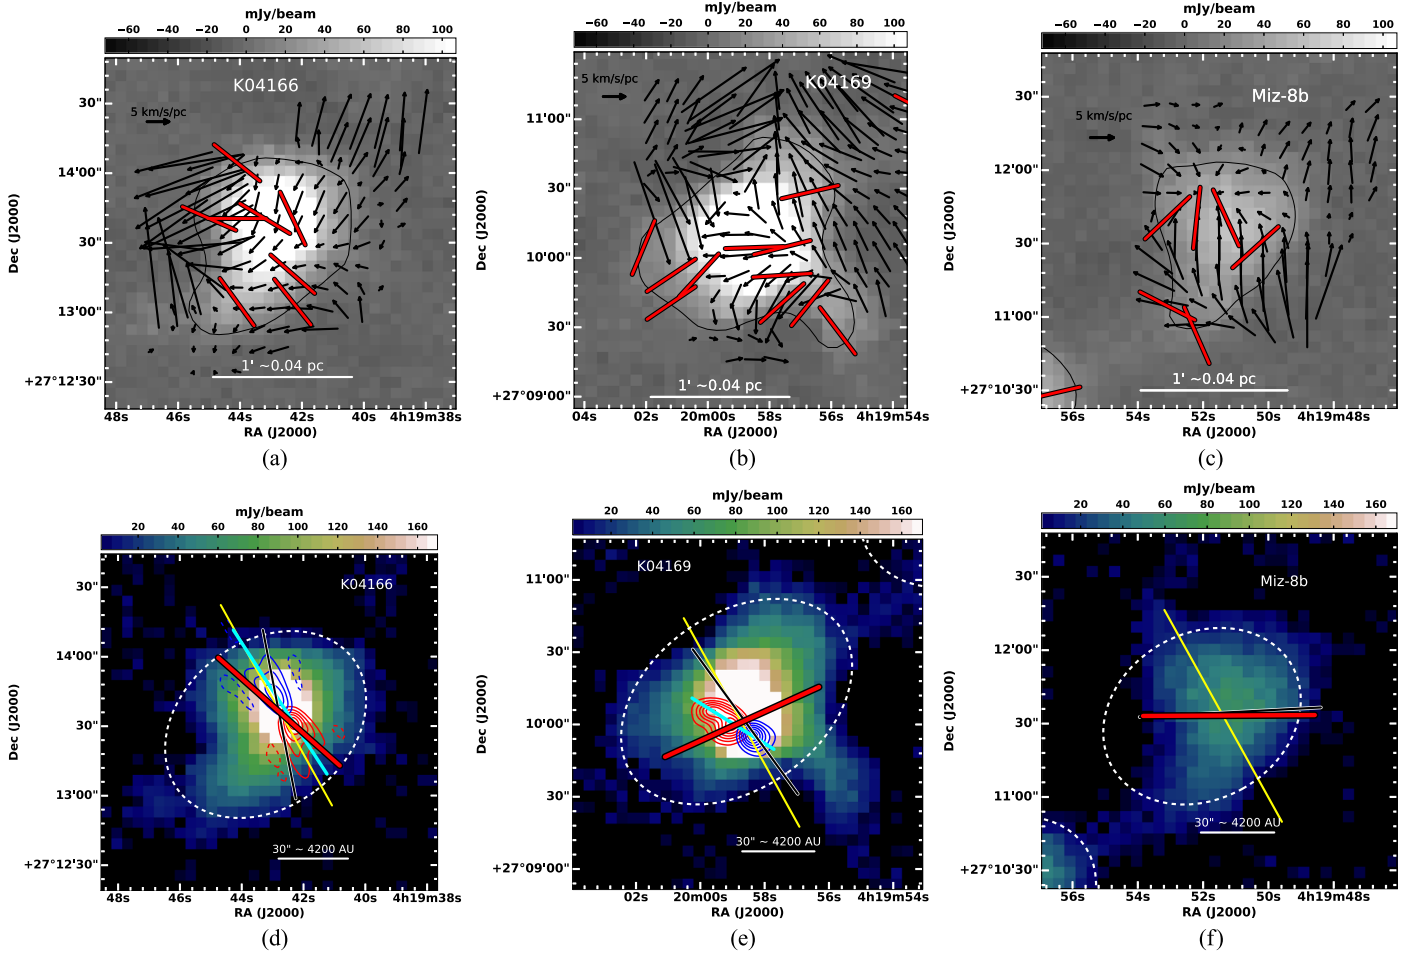 mJy/beam
−60 −40 −20 0 20 40 60 80 100
K04166
5 km/s/pc
30"
14'00"
30"
13'00"
+27°12'30"
Dec (J2000)
1' ~0.04 pc
48s 46s 44s 42s 40s 4h19m38s
RA (J2000)
(a)
mJy/beam
−60 −40 −20 0 20 40 60 80 100
K04169
5 km/s/pc
11'00"
30"
10'00"
30"
+27°09'00"
Dec (J2000)
1' ~0.04 pc
04s 02s 20m00s 58s 56s 4h19m54s
RA (J2000)
(b)
mJy/beam
−60 −40 −20 0 20 40 60 80 100
Miz-8b
5 km/s/pc
30"
12'00"
30"
11'00"
+27°10'30"
Dec (J2000)
1' ~0.04 pc
56s 54s 52s 50s 4h19m48s
RA (J2000)
(c)
mJy/beam
20 40 60 80 100 120 140 160
K04166
30"
14'00"
30"
13'00"
+27°12'30"
Dec (J2000)
30" ~ 4200 AU
48s 46s 44s 42s 40s 4h19m38s
RA (J2000)
(d)
mJy/beam
20 40 60 80 100 120 140 160
K04169
11'00"
30"
10'00"
30"
+27°09'00"
Dec (J2000)
30" ~ 4200 AU
02s 20m00s 58s 56s 4h19m54s
RA (J2000)
(e)
mJy/beam
20 40 60 80 100 120 140 160
Miz-8b
30"
12'00"
30"
11'00"
+27°10'30"
Dec (J2000)
30" ~ 4200 AU
56s 54s 52s 50s 4h19m48s
RA (J2000)
(f)